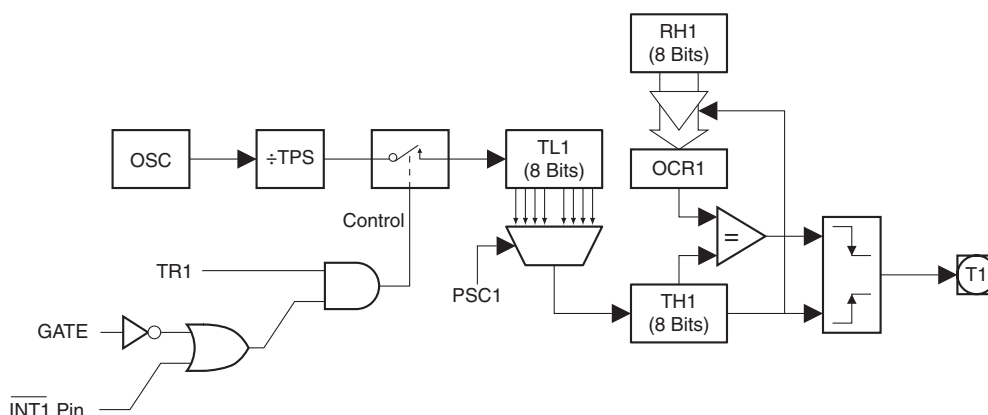 RH1
(8 Bits)
OSC
÷TPS
TL1
(8 Bits)
OCR1
Control
=
TR1
PSC1
T1
TH1
(8 Bits)
GATE
INT1 Pin